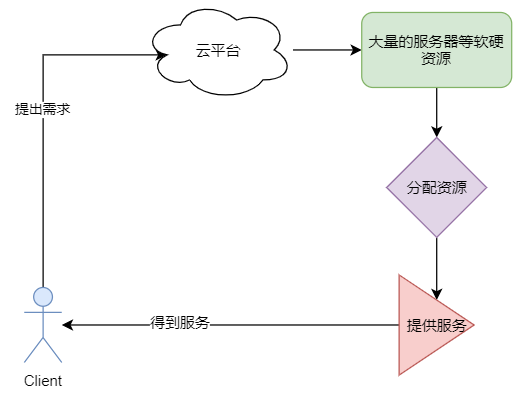 云平台
大量的服务器等软硬
资源
提出需求
分配资源
得到服务
提供服务
Client